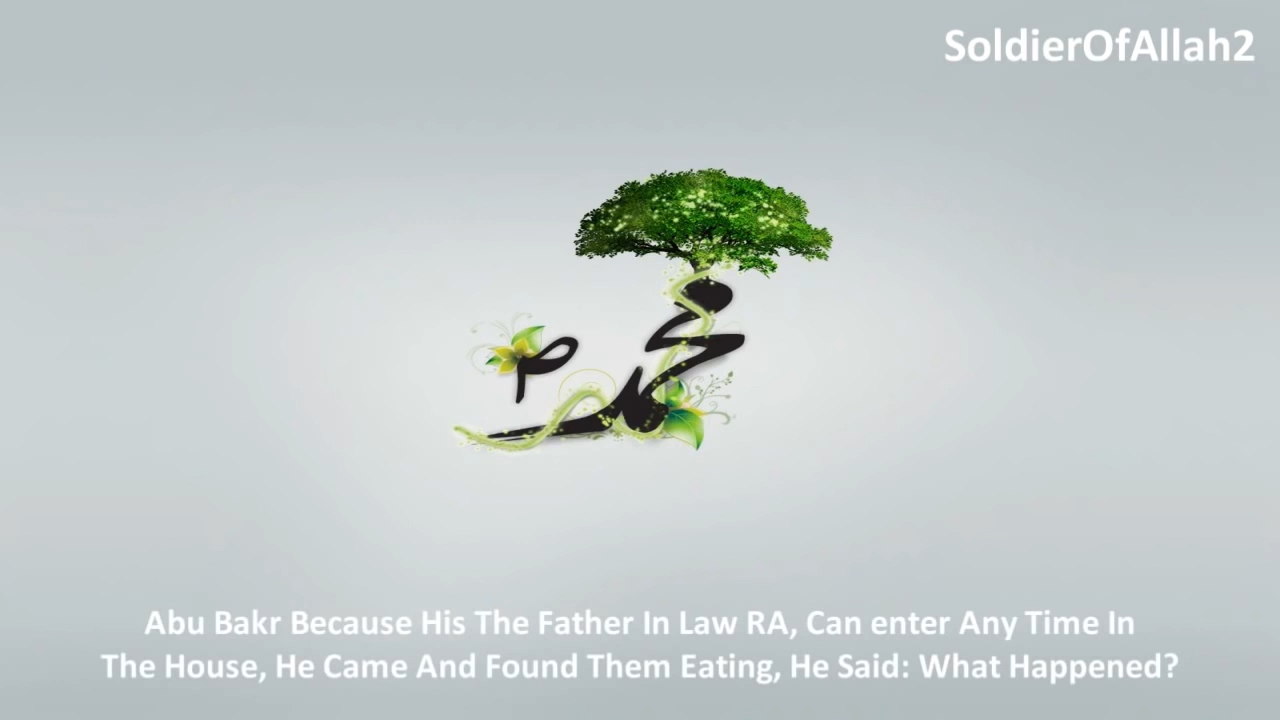 SoldierOfAllah2
محمد
Abu Bakr Because His The Father In Law RA, Can enter Any Time In
The House, He Came And Found Them Eating, He Said: What Happened?